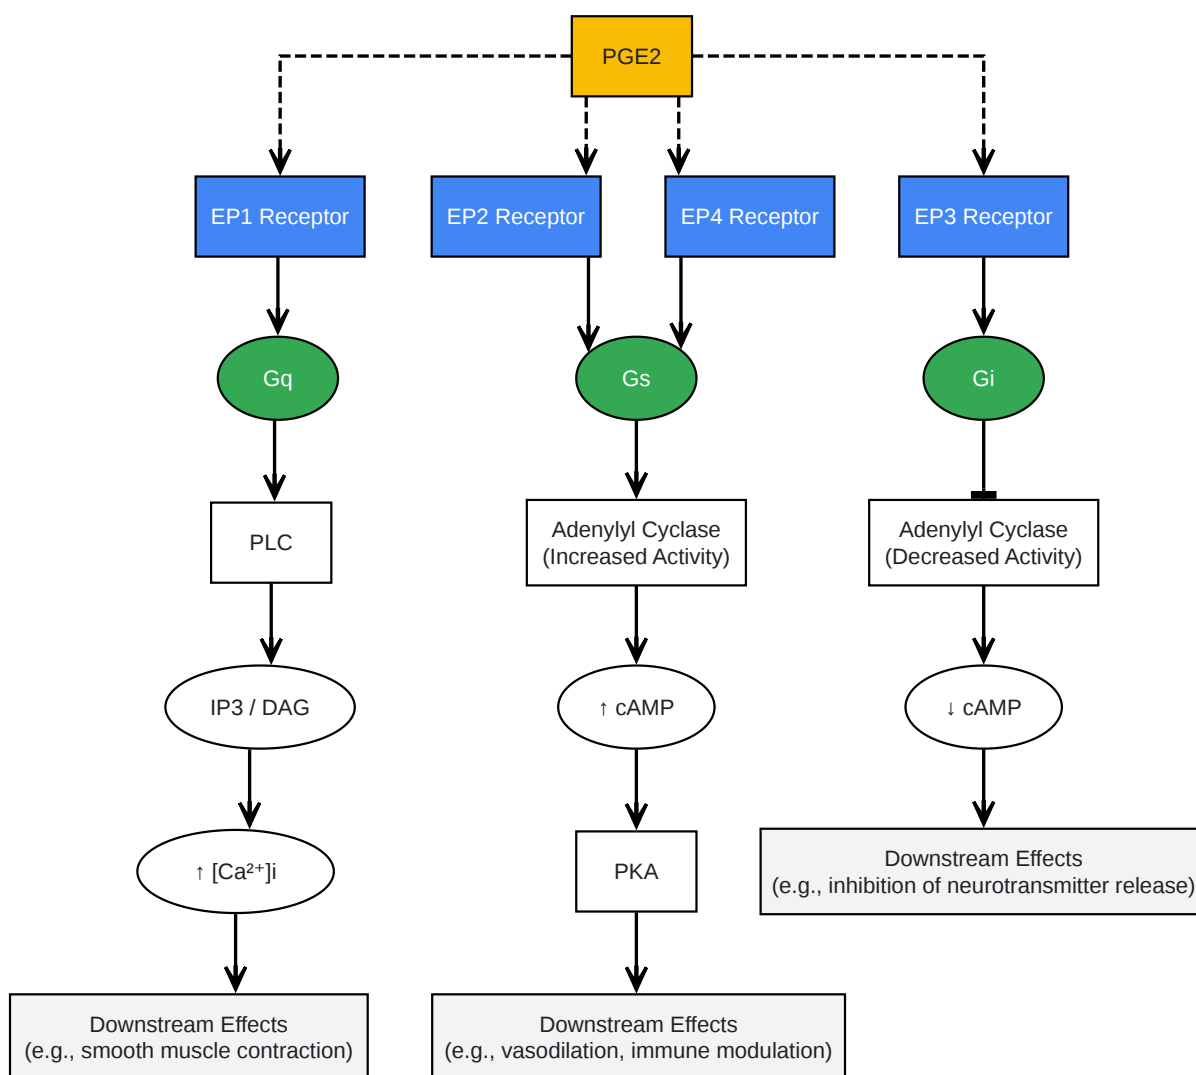 PGE2
EP1 Receptor
EP2 Receptor
EP4 Receptor
EP3 Receptor
Gq
Gs
Gi
PLC
Adenylyl Cyclase
(Increased Activity)
Adenylyl Cyclase
(Decreased Activity)
IP3 / DAG
↑ cAMP
↓ cAMP
↑ [Ca²⁺]i
PKA
Downstream Effects
(e.g., inhibition of neurotransmitter release)
Downstream Effects
(e.g., smooth muscle contraction)
Downstream Effects
(e.g., vasodilation, immune modulation)